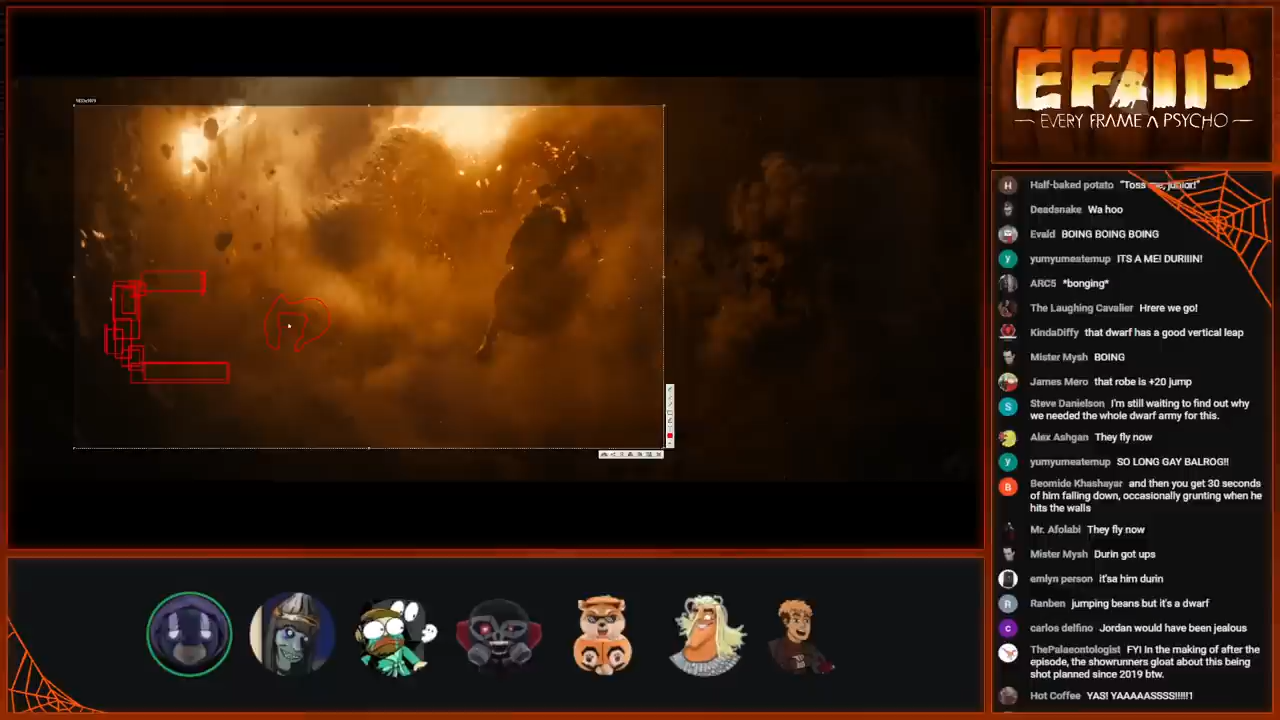 EFAP
EVERY FRAME A PSYCHO
H Half-baked potato "Toss me, junior!"
Deadsnake Wa hoo
Evald BOING BOING BOING
y yumyumeatemup ITS A MEI DURIIIN!
ARC5 *bonging*
The Laughing Cavalier Hrere we go!
KindaDiffy that dwarf has a good vertical leap
Mister Mysh BOING
James Mero that robe is +20 jump
S Steve Danielson I'm still waiting to find out why
we needed the whole dwarf army for this.
Alex Ashgan They fly now
y yumyumeatemup SO LONG GAY BALROG!!
B Beomide Khashayar and then you get 30 seconds
of him falling down, occasionally grunting when he
hits the walls
Mr. Afolabi They fly now
Mister Mysh Durin got ups
emlyn person it'sa him durin
R Ranben jumping beans but it's a dwarf
c carlos delfino Jordan would have been jealous
ThePalaeontologist FYI In the making of after the
episode, the showrunners gloat about this being
shot planned since 2019 btw.
Hot Coffee YAS! YAAAAASSSS!!!!!1